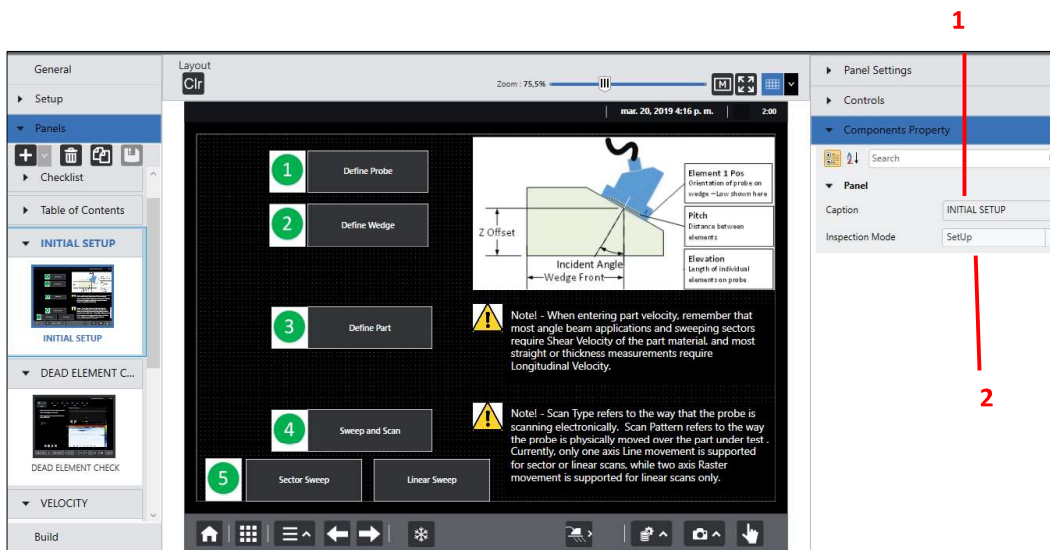 1
General
Setup
Panels
Checklist
Table of Contents
INITIAL SETUP
INITIAL SETUP
DEAD ELEMENT C...
DEAD ELEMENT CHECK
VELOCITY
Build
Layout
Clr
Zoom : 75,5%
M
mar. 20, 2019 4:16 p. m.
2:00
1
Define Probe
2
Define Wedge
3
Define Part
4
Sweep and Scan
5
Sector Sweep
Linear Sweep
Z Offset
Incident Angle
Wedge Front
Element 1 Pos
Orientation of probe on
wedge – Low shown here
Pitch
Distance between
elements
Elevation
Length of individual
elements on probe
Note! - When entering part velocity, remember that
most angle beam applications and sweeping sectors
require Shear Velocity of the part material. and most
straight or thickness measurements require
Longitudinal Velocity.
Note! - Scan Type refers to the way that the probe is
scanning electronically. Scan Pattern refers to the way
the probe is physically moved over the part under test .
Currently, only one axis Line movement is supported
for sector or linear scans, while two axis Raster
movement is supported for linear scans only.
Panel Settings
Controls
Components Property
Search
Panel
Caption
INITIAL SETUP
Inspection Mode
SetUp
2